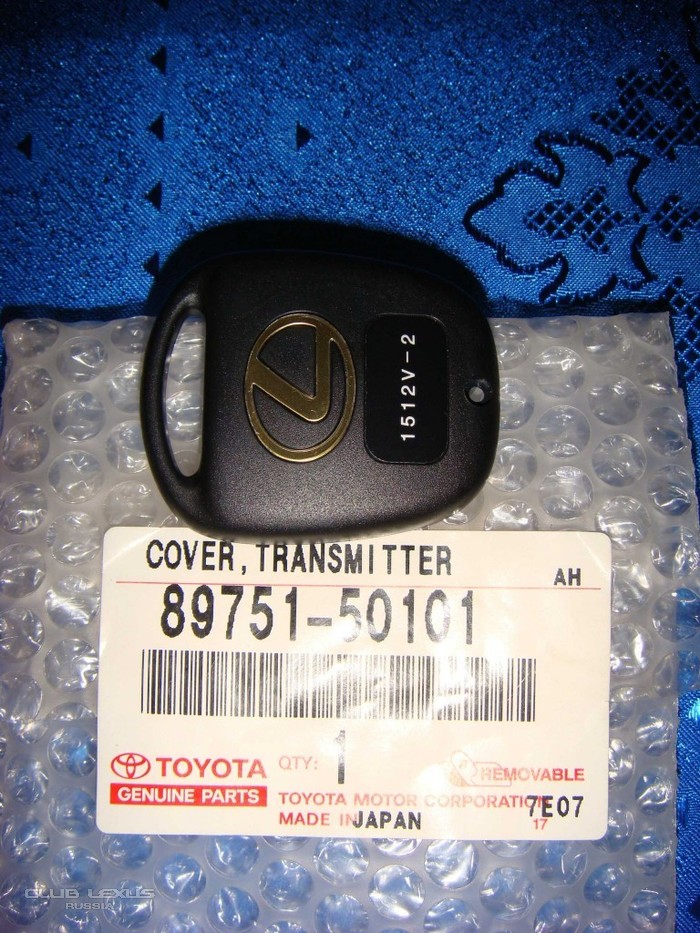 1512V-2
COVER, TRANSMITTER
AH
89751-50101
TOYOTA
GENUINE PARTS
QTY: 1
REMOVABLE
TOYOTA MOTOR CORPORATION
MADE IN JAPAN
7E07
17
CLUB LEXUS
RUSSIA